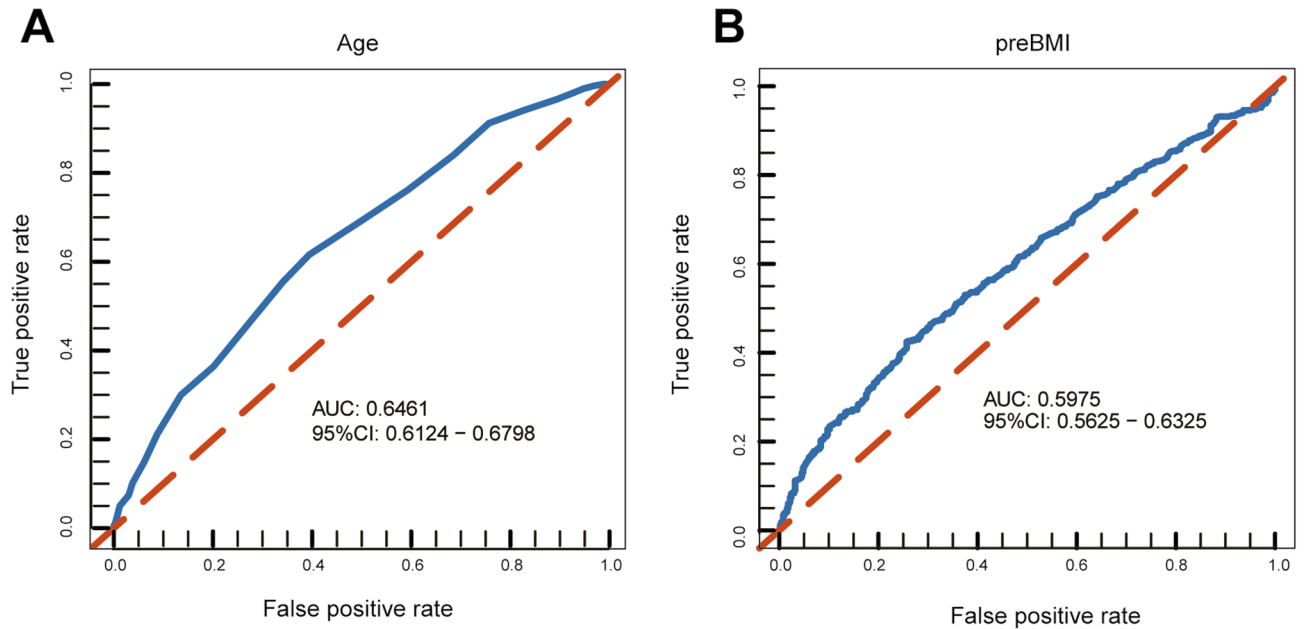 A
Age
True positive rate
1.0
0.8
0.6
0.4
0.2
0.0
AUC: 0.6461
95%CI: 0.6124 – 0.6798
0.0 0.2 0.4 0.6 0.8 1.0
False positive rate
B
preBMI
True positive rate
1.0
0.8
0.6
0.4
0.2
0.0
AUC: 0.5975
95%CI: 0.5625 – 0.6325
0.0 0.2 0.4 0.6 0.8 1.0
False positive rate